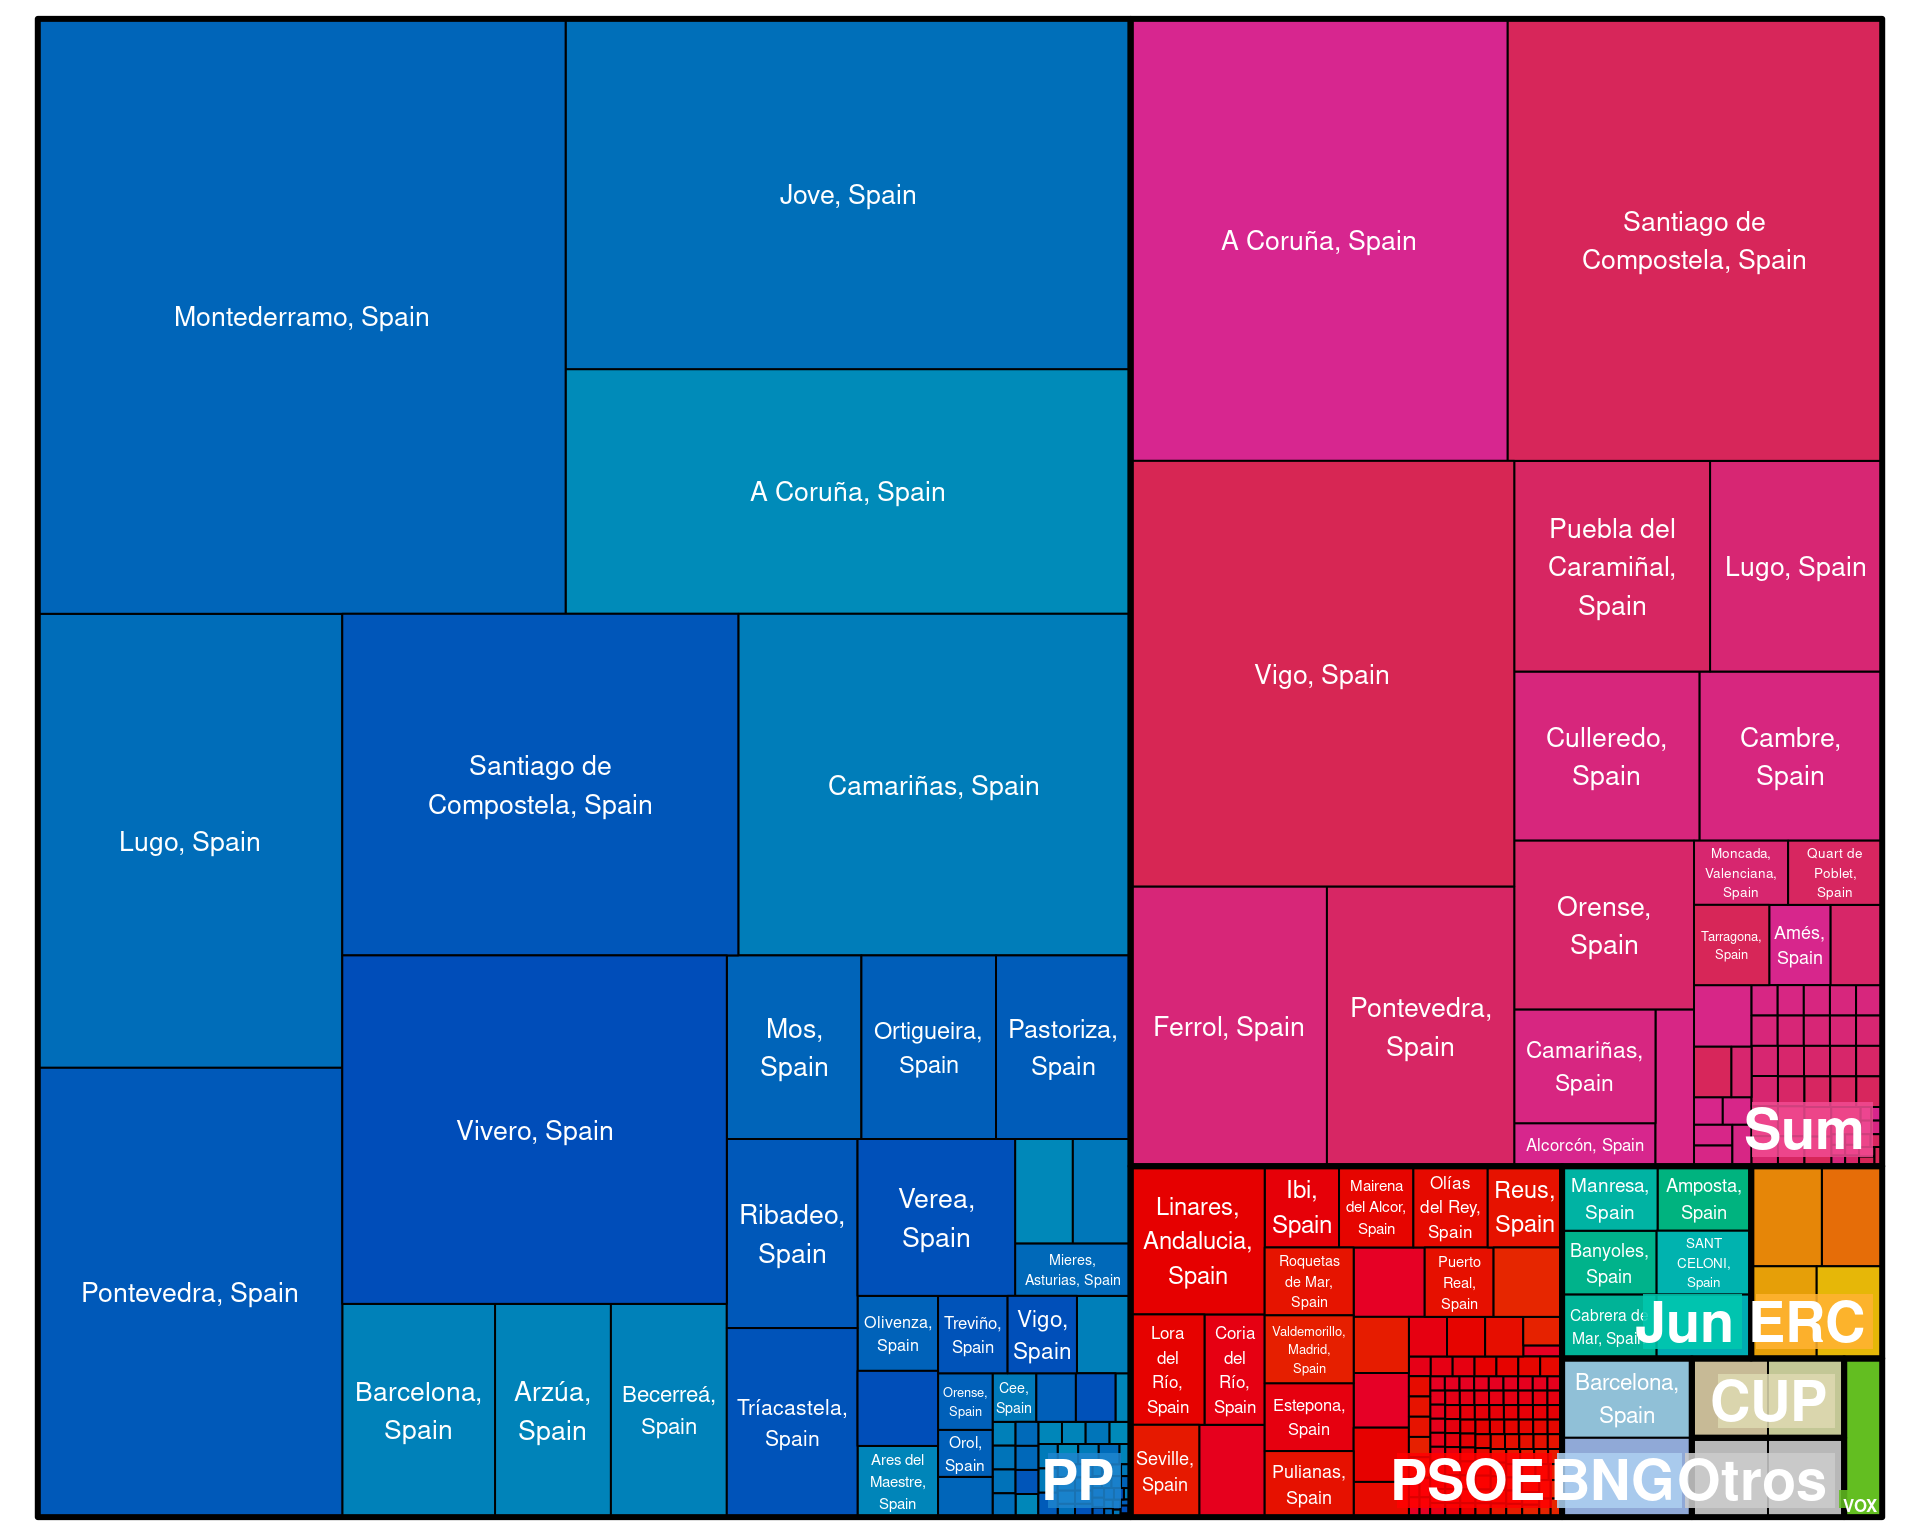 Montederramo, Spain
Jove, Spain
A Coruña, Spain
Lugo, Spain
Santiago de
Compostela, Spain
Camariñas, Spain
Pontevedra, Spain
Vivero, Spain
Barcelona,
Spain
Arzúa,
Spain
Becerreá,
Spain
Mos,
Spain
Ortigueira,
Spain
Pastoriza,
Spain
Ribadeo,
Spain
Tríacastela,
Spain
Verea,
Spain
Mieres,
Asturias, Spain
Olivenza,
Spain
Treviño,
Spain
Vigo,
Spain
Ares del
Maestre,
Spain
Orense,
Spain
Cee,
Spain
Orol,
Spain
PP
A Coruña, Spain
Santiago de
Compostela, Spain
Vigo, Spain
Puebla del
Caramiñal,
Spain
Lugo, Spain
Culleredo,
Spain
Cambre,
Spain
Ferrol, Spain
Pontevedra,
Spain
Orense,
Spain
Moncada,
Valenciana,
Spain
Quart de
Poblet,
Spain
Tarragona,
Spain
Amés,
Spain
Camariñas,
Spain
Alcorcón, Spain
Sum
Linares,
Andalucia,
Spain
Ibi,
Spain
Mairena
del Alcor,
Spain
Olías
del Rey,
Spain
Reus,
Spain
Roquetas
de Mar,
Spain
Puerto
Real,
Spain
Lora
del
Río,
Spain
Coria
del
Río,
Spain
Valdemorillo,
Madrid,
Spain
Estepona,
Spain
Seville,
Spain
Pulianas,
Spain
PSOE
Manresa,
Spain
Amposta,
Spain
Banyoles,
Spain
SANT
CELONI,
Spain
Cabrera de
Mar, Spain
Jun
ERC
Barcelona,
Spain
BNG
CUP
Otros
VOX